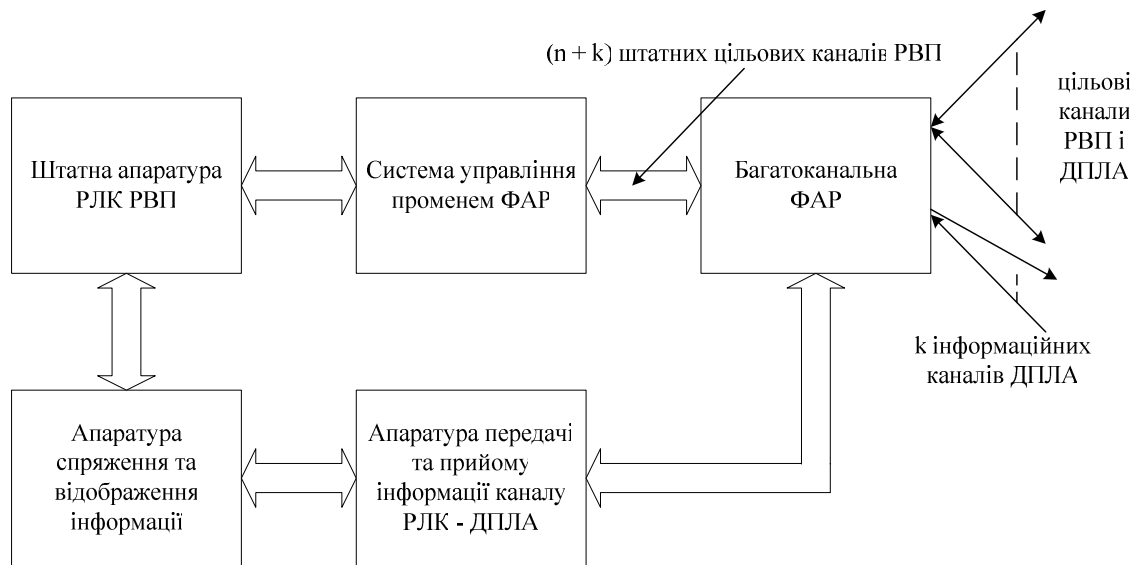 (n + k) штатних цільових каналів РВП
цільові
канали
РВП і
ДПЛА
Штатна апаратура
РЛК РВП
Система управління
променем ФАР
Багатоканальна
ФАР
k інформаційних
каналів ДПЛА
Апаратура
спряження та
відображення
інформації
Апаратура передачі
та прийому
інформації каналу
РЛК - ДПЛА